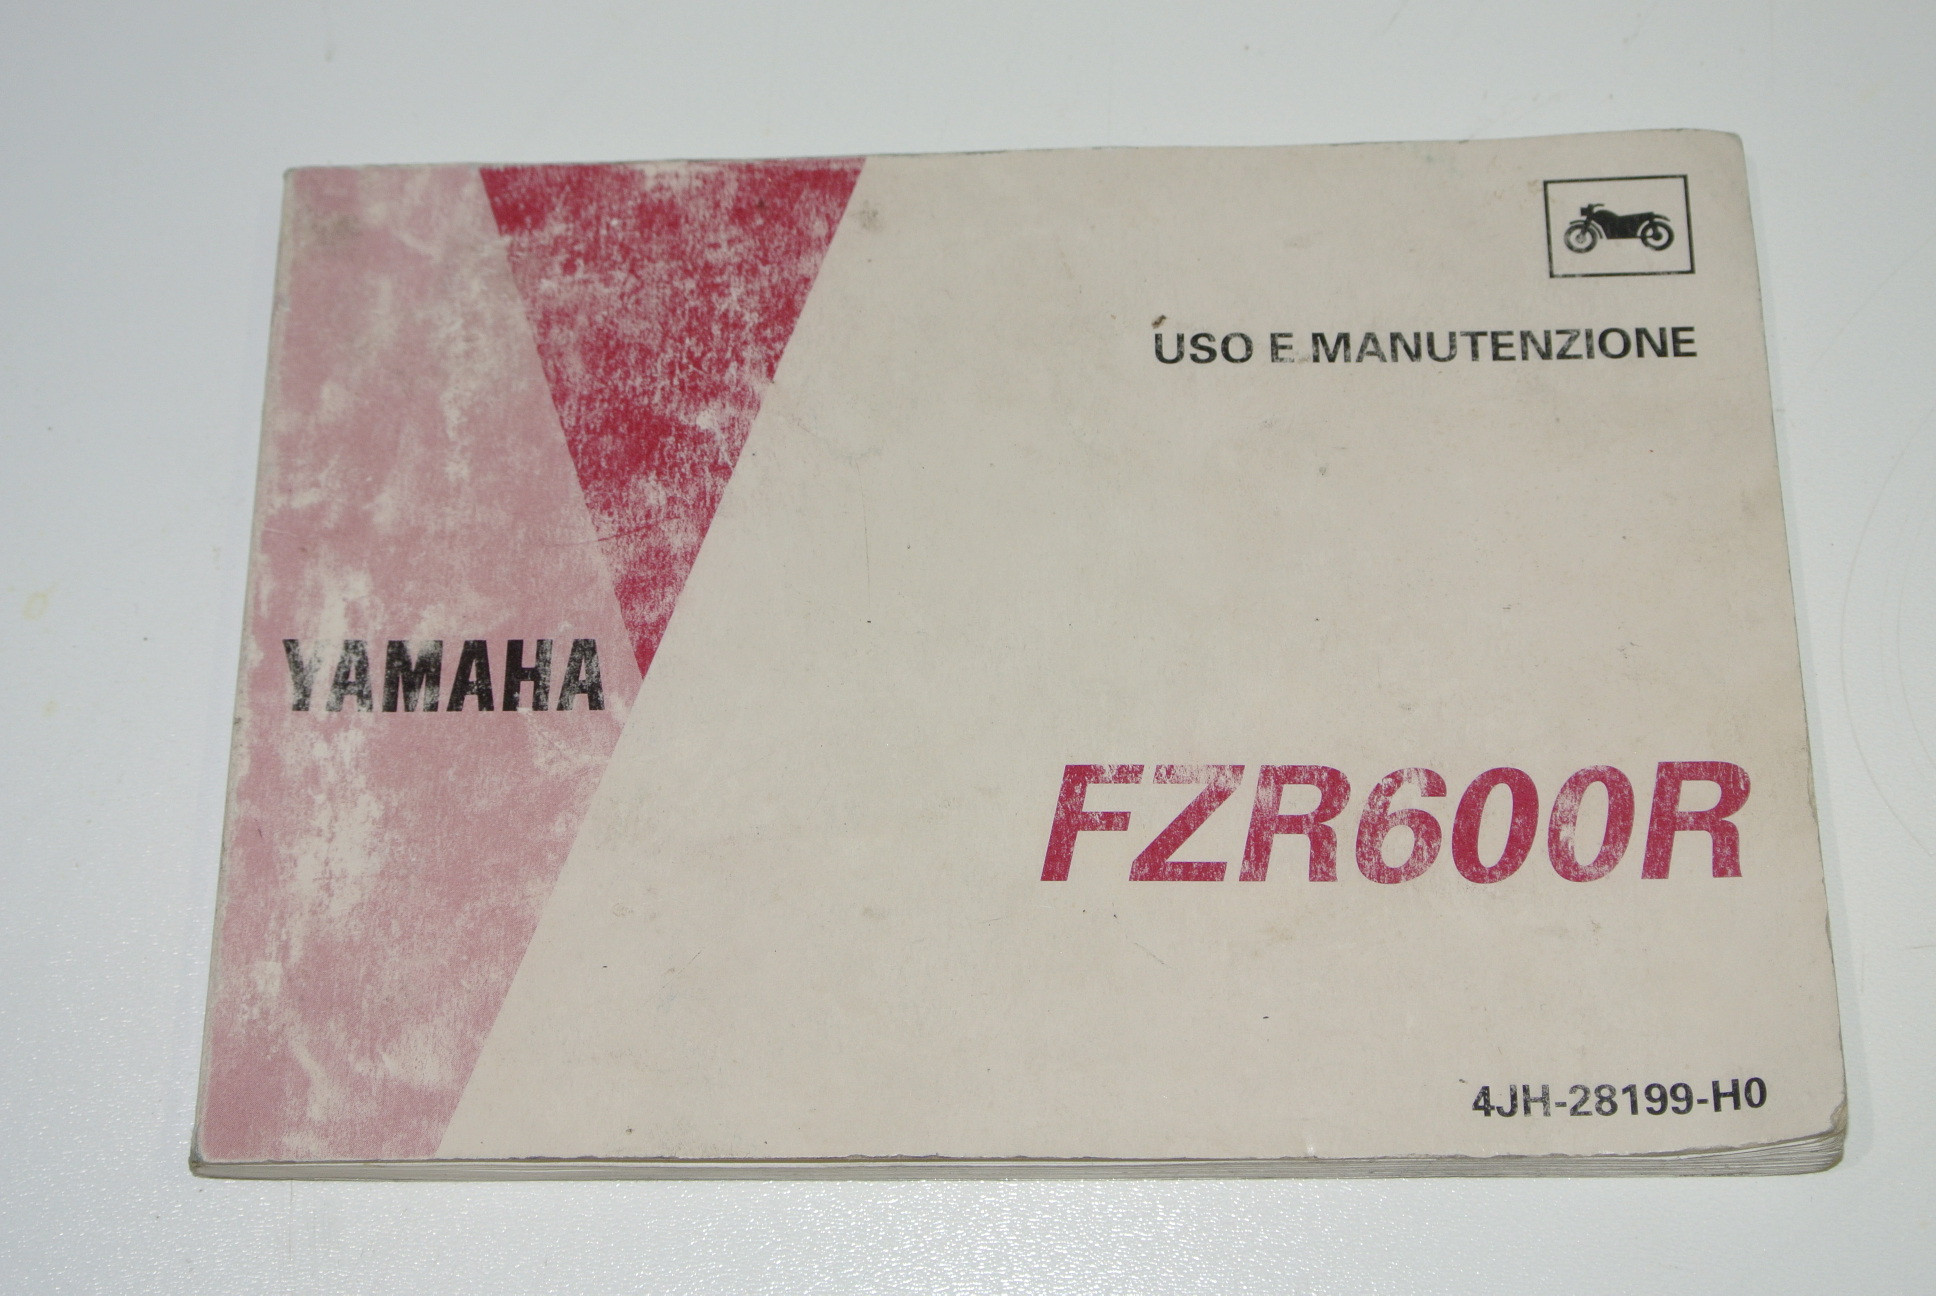 USO E MANUTENZIONE
YAMAHA
FZR600R
4JH-28199-H0